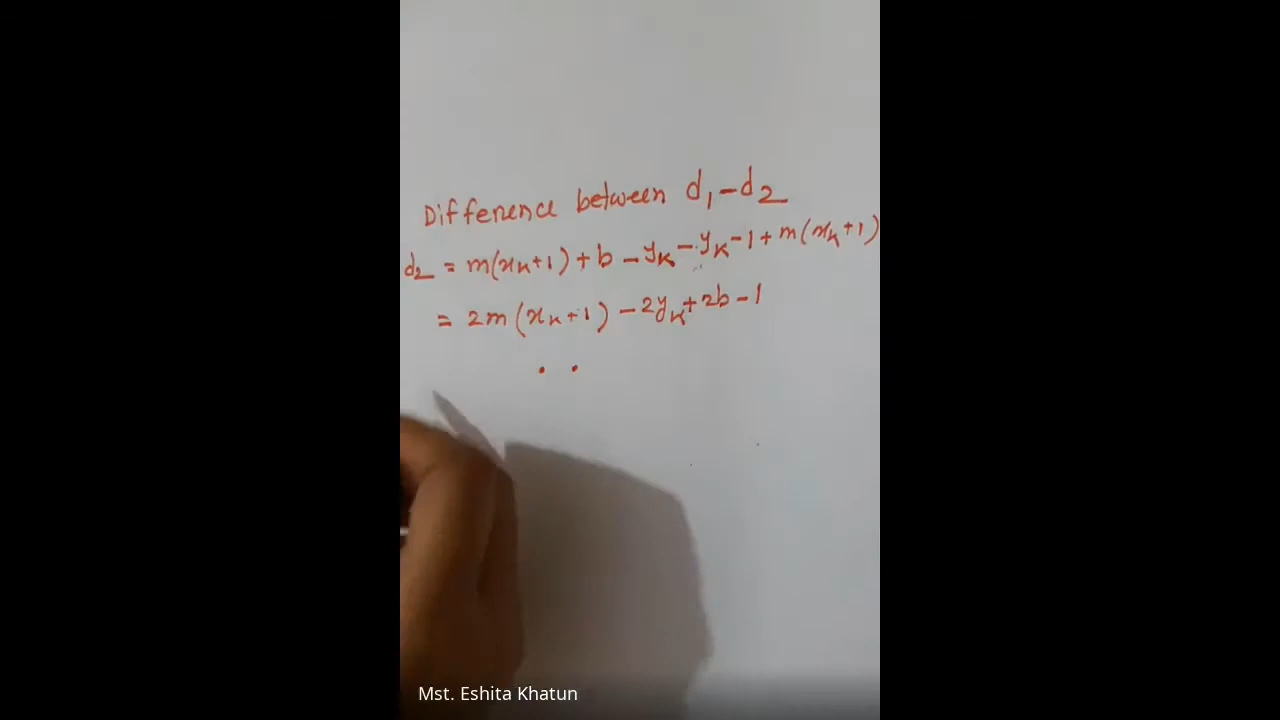 Difference between d₁-d₂
d₂ = m(xₖ+1) + b - yₖ - yₖ - 1 + m(xₖ+1)
= 2m(xₖ+1) - 2yₖ + 2b - 1
Mst. Eshita Khatun